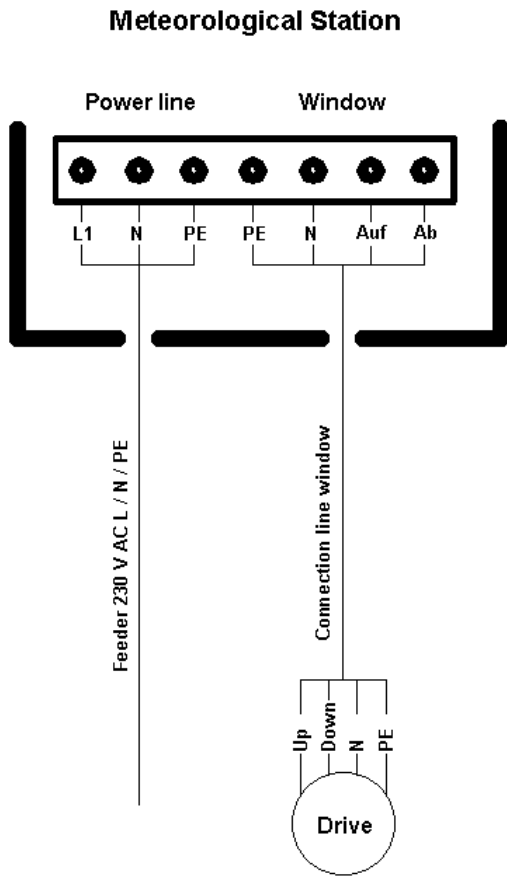 Meteorological Station
Power line Window
L1 N PE PE N Auf Ab
Feeder 230 V AC L / N / PE
Connection line window
Up Down N PE
Drive